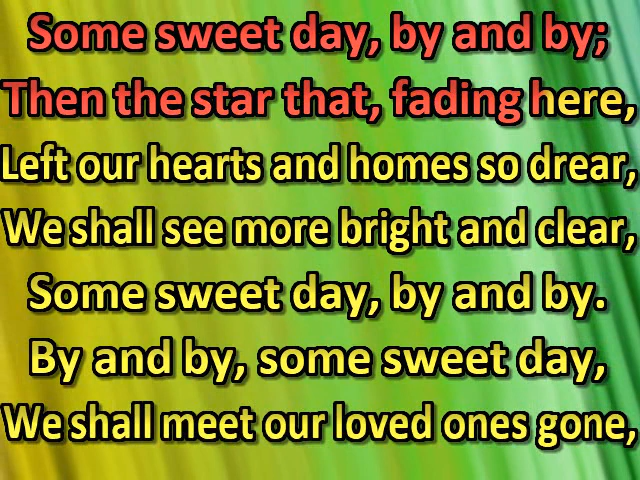 Some sweet day, by and by;
Then the star that, fading here,
Left our hearts and homes so drear,
We shall see more bright and clear,
Some sweet day, by and by.
By and by, some sweet day,
We shall meet our loved ones gone,